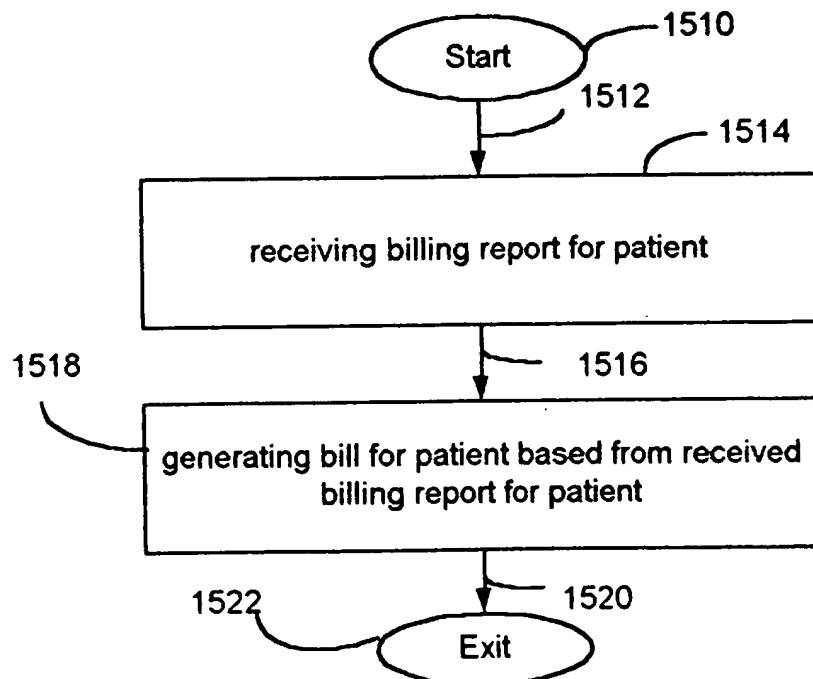 1510
Start
1512
1514
receiving billing report for patient
1516
1518
generating bill for patient based from received
billing report for patient
1520
1522
Exit